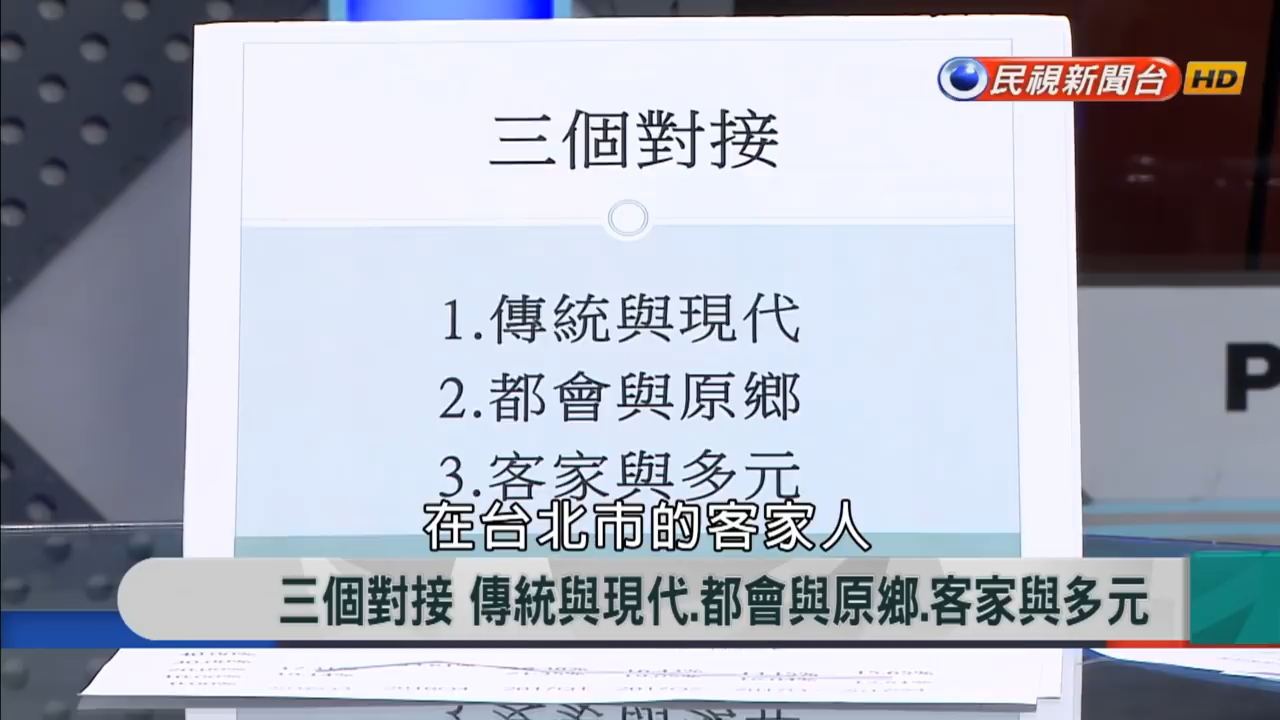 民視新聞台 HD
三個對接
1.傳統與現代
2.都會與原鄉
3.客家與多元
P
在台北市的客家人
三個對接 傳統與現代.都會與原鄉.客家與多元